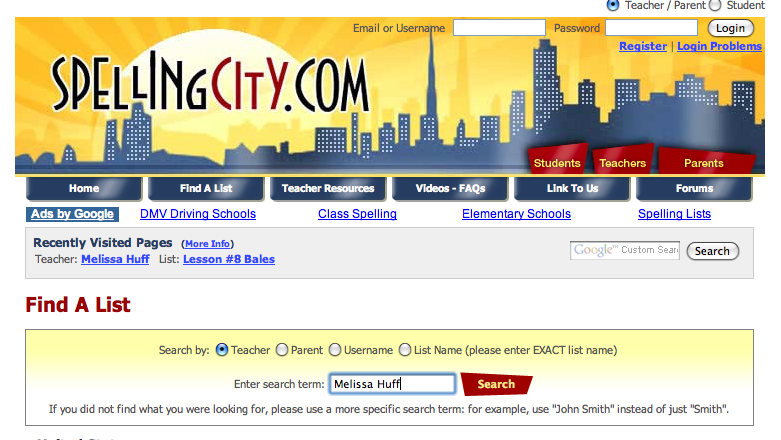 Teacher / Parent Student
Email or Username Password Login
Register | Login Problems
SPELLINGCITY.COM
Students Teachers Parents
Home Find A List Teacher Resources Videos - FAQs Link To Us Forums
Ads by Google DMV Driving Schools Class Spelling Elementary Schools Spelling Lists
Recently Visited Pages (More Info)
Google™ Custom Sear Search
Teacher: Melissa Huff List: Lesson #8 Bales
Find A List
Search by: Teacher Parent Username List Name (please enter EXACT list name)
Enter search term: Melissa Huff Search
If you did not find what you were looking for, please use a more specific search term: for example, use "John Smith" instead of just "Smith".